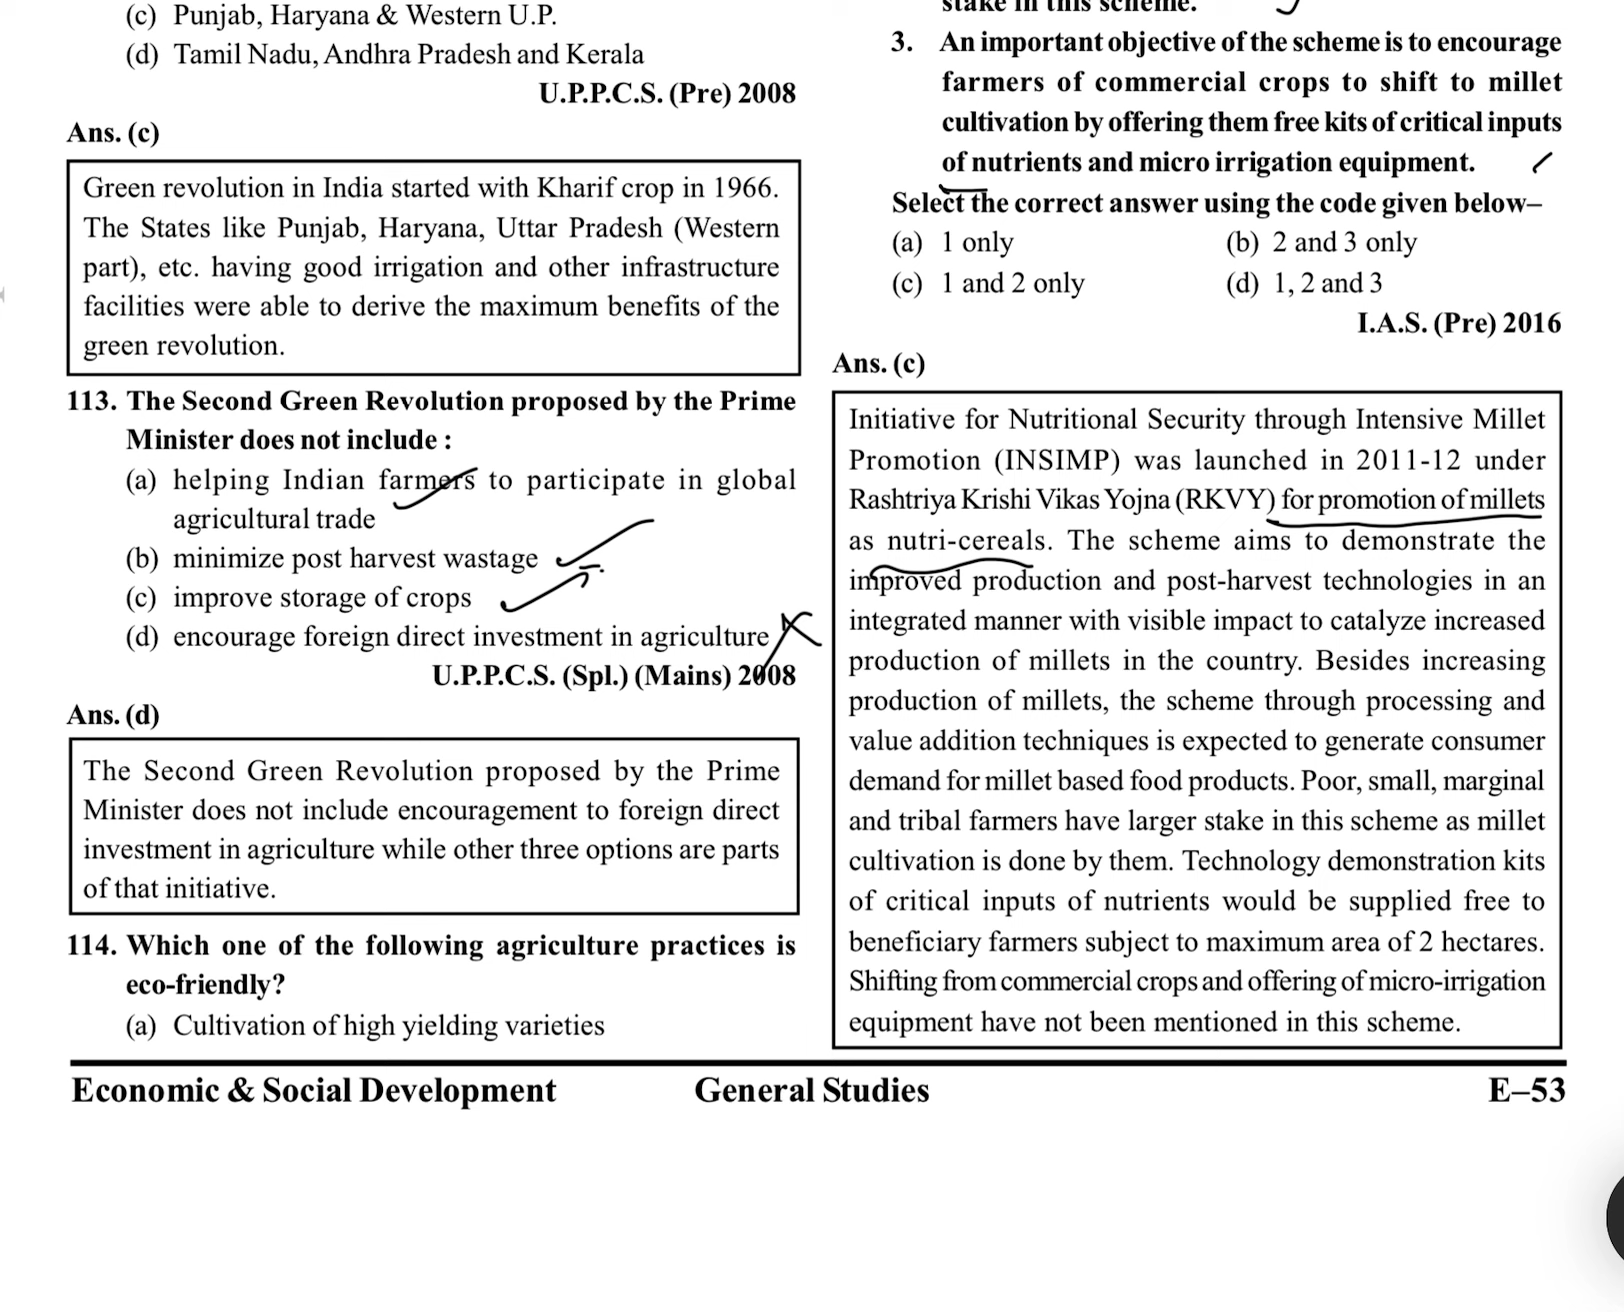 (c) Punjab, Haryana & Western U.P.
(d) Tamil Nadu, Andhra Pradesh and Kerala
U.P.P.C.S. (Pre) 2008
Ans. (c)
Green revolution in India started with Kharif crop in 1966.
The States like Punjab, Haryana, Uttar Pradesh (Western
part), etc. having good irrigation and other infrastructure
facilities were able to derive the maximum benefits of the
green revolution.
113. The Second Green Revolution proposed by the Prime
Minister does not include :
(a) helping Indian farmers to participate in global
agricultural trade
(b) minimize post harvest wastage
(c) improve storage of crops
(d) encourage foreign direct investment in agriculture
U.P.P.C.S. (Spl.) (Mains) 2008
Ans. (d)
The Second Green Revolution proposed by the Prime
Minister does not include encouragement to foreign direct
investment in agriculture while other three options are parts
of that initiative.
114. Which one of the following agriculture practices is
eco-friendly?
(a) Cultivation of high yielding varieties
stake in this scheme.
3. An important objective of the scheme is to encourage
farmers of commercial crops to shift to millet
cultivation by offering them free kits of critical inputs
of nutrients and micro irrigation equipment.
Select the correct answer using the code given below–
(a) 1 only (b) 2 and 3 only
(c) 1 and 2 only (d) 1, 2 and 3
I.A.S. (Pre) 2016
Ans. (c)
Initiative for Nutritional Security through Intensive Millet
Promotion (INSIMP) was launched in 2011-12 under
Rashtriya Krishi Vikas Yojna (RKVY) for promotion of millets
as nutri-cereals. The scheme aims to demonstrate the
improved production and post-harvest technologies in an
integrated manner with visible impact to catalyze increased
production of millets in the country. Besides increasing
production of millets, the scheme through processing and
value addition techniques is expected to generate consumer
demand for millet based food products. Poor, small, marginal
and tribal farmers have larger stake in this scheme as millet
cultivation is done by them. Technology demonstration kits
of critical inputs of nutrients would be supplied free to
beneficiary farmers subject to maximum area of 2 hectares.
Shifting from commercial crops and offering of micro-irrigation
equipment have not been mentioned in this scheme.
Economic & Social Development General Studies E–53